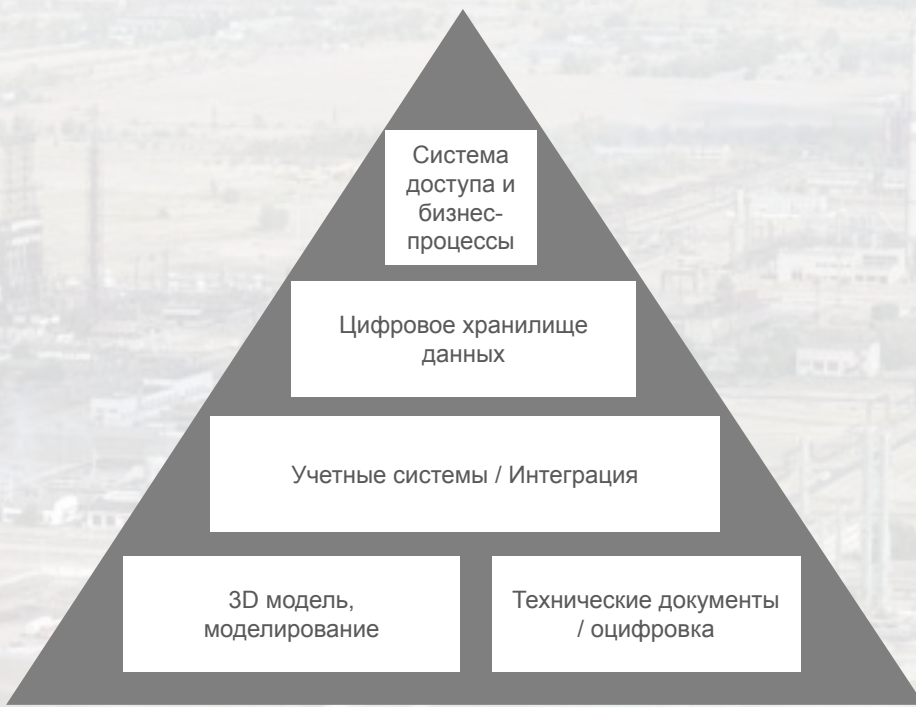 Система
доступа и
бизнес-
процессы
Цифровое хранилище
данных
Учетные системы / Интеграция
3D модель,
моделирование
Технические документы
/ оцифровка